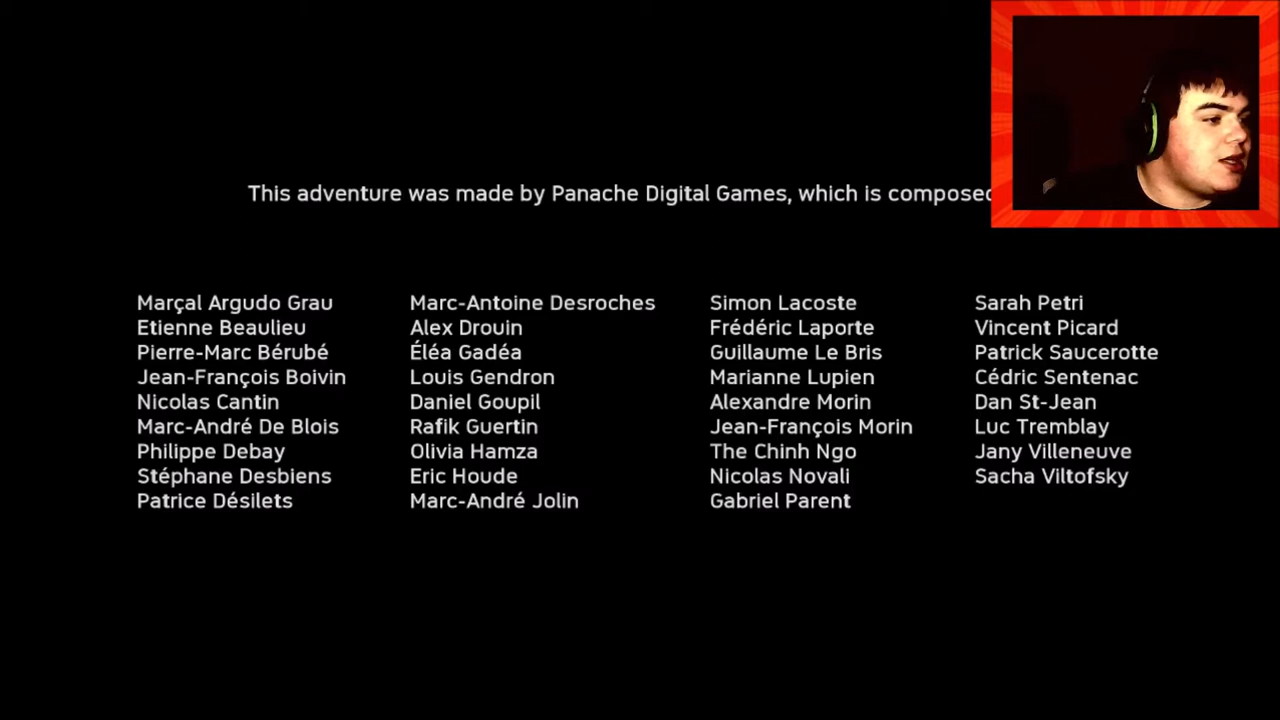 This adventure was made by Panache Digital Games, which is composed
Marçal Argudo Grau
Etienne Beaulieu
Pierre-Marc Bérubé
Jean-François Boivin
Nicolas Cantin
Marc-André De Blois
Philippe Debay
Stéphane Desbiens
Patrice Désilets
Marc-Antoine Desroches
Alex Drouin
Éléa Gadéa
Louis Gendron
Daniel Goupil
Rafik Guertin
Olivia Hamza
Eric Houde
Marc-André Jolin
Simon Lacoste
Frédéric Laporte
Guillaume Le Bris
Marianne Lupien
Alexandre Morin
Jean-François Morin
The Chinh Ngo
Nicolas Novali
Gabriel Parent
Sarah Petri
Vincent Picard
Patrick Saucerotte
Cédric Sentenac
Dan St-Jean
Luc Tremblay
Jany Villeneuve
Sacha Viltofsky